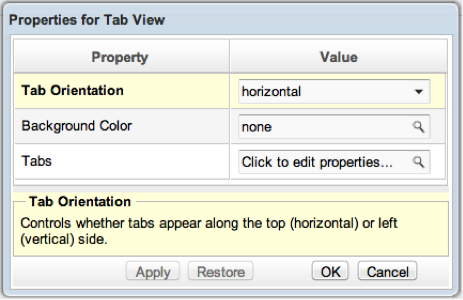 Properties for Tab View
Property Value
Tab Orientation horizontal
Background Color none
Tabs Click to edit properties...
Tab Orientation
Controls whether tabs appear along the top (horizontal) or left
(vertical) side.
Apply Restore OK Cancel